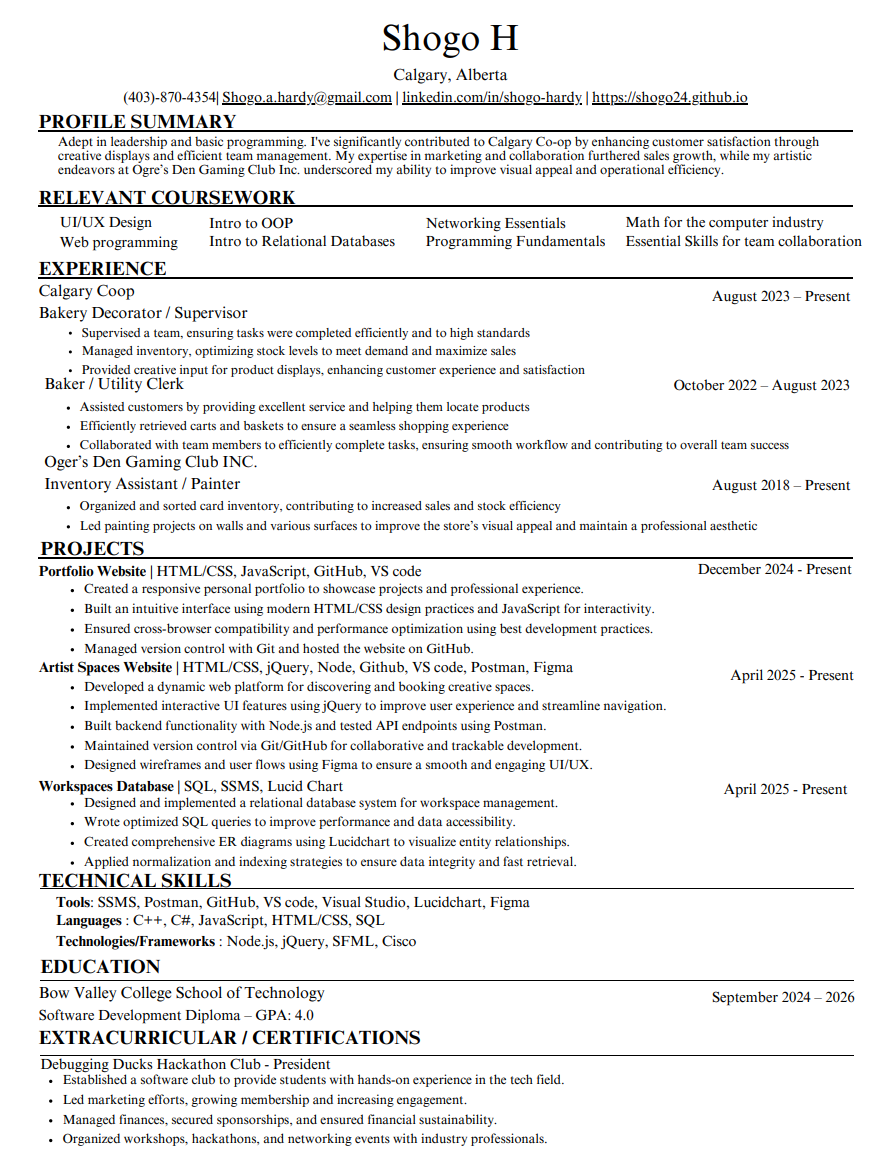 Shogo H
Calgary, Alberta
(403)-870-4354| Shogo.a.hardy@gmail.com | linkedin.com/in/shogo-hardy | https://shogo24.github.io
PROFILE SUMMARY
Adept in leadership and basic programming. I've significantly contributed to Calgary Co-op by enhancing customer satisfaction through
creative displays and efficient team management. My expertise in marketing and collaboration furthered sales growth, while my artistic
endeavors at Ogre's Den Gaming Club Inc. underscored my ability to improve visual appeal and operational efficiency.
RELEVANT COURSEWORK
UI/UX Design Intro to OOP Networking Essentials Math for the computer industry
Web programming Intro to Relational Databases Programming Fundamentals Essential Skills for team collaboration
EXPERIENCE
Calgary Coop August 2023 – Present
Bakery Decorator / Supervisor
• Supervised a team, ensuring tasks were completed efficiently and to high standards
• Managed inventory, optimizing stock levels to meet demand and maximize sales
• Provided creative input for product displays, enhancing customer experience and satisfaction
Baker / Utility Clerk October 2022 – August 2023
• Assisted customers by providing excellent service and helping them locate products
• Efficiently retrieved carts and baskets to ensure a seamless shopping experience
• Collaborated with team members to efficiently complete tasks, ensuring smooth workflow and contributing to overall team success
Oger's Den Gaming Club INC.
Inventory Assistant / Painter August 2018 – Present
• Organized and sorted card inventory, contributing to increased sales and stock efficiency
• Led painting projects on walls and various surfaces to improve the store's visual appeal and maintain a professional aesthetic
PROJECTS
Portfolio Website | HTML/CSS, JavaScript, GitHub, VS code December 2024 - Present
• Created a responsive personal portfolio to showcase projects and professional experience.
• Built an intuitive interface using modern HTML/CSS design practices and JavaScript for interactivity.
• Ensured cross-browser compatibility and performance optimization using best development practices.
• Managed version control with Git and hosted the website on GitHub.
Artist Spaces Website | HTML/CSS, jQuery, Node, Github, VS code, Postman, Figma April 2025 - Present
• Developed a dynamic web platform for discovering and booking creative spaces.
• Implemented interactive UI features using jQuery to improve user experience and streamline navigation.
• Built backend functionality with Node.js and tested API endpoints using Postman.
• Maintained version control via Git/GitHub for collaborative and trackable development.
• Designed wireframes and user flows using Figma to ensure a smooth and engaging UI/UX.
Workspaces Database | SQL, SSMS, Lucid Chart April 2025 - Present
• Designed and implemented a relational database system for workspace management.
• Wrote optimized SQL queries to improve performance and data accessibility.
• Created comprehensive ER diagrams using Lucidchart to visualize entity relationships.
• Applied normalization and indexing strategies to ensure data integrity and fast retrieval.
TECHNICAL SKILLS
Tools: SSMS, Postman, GitHub, VS code, Visual Studio, Lucidchart, Figma
Languages : C++, C#, JavaScript, HTML/CSS, SQL
Technologies/Frameworks : Node.js, jQuery, SFML, Cisco
EDUCATION
Bow Valley College School of Technology September 2024 – 2026
Software Development Diploma – GPA: 4.0
EXTRACURRICULAR / CERTIFICATIONS
Debugging Ducks Hackathon Club - President
• Established a software club to provide students with hands-on experience in the tech field.
• Led marketing efforts, growing membership and increasing engagement.
• Managed finances, secured sponsorships, and ensured financial sustainability.
• Organized workshops, hackathons, and networking events with industry professionals.